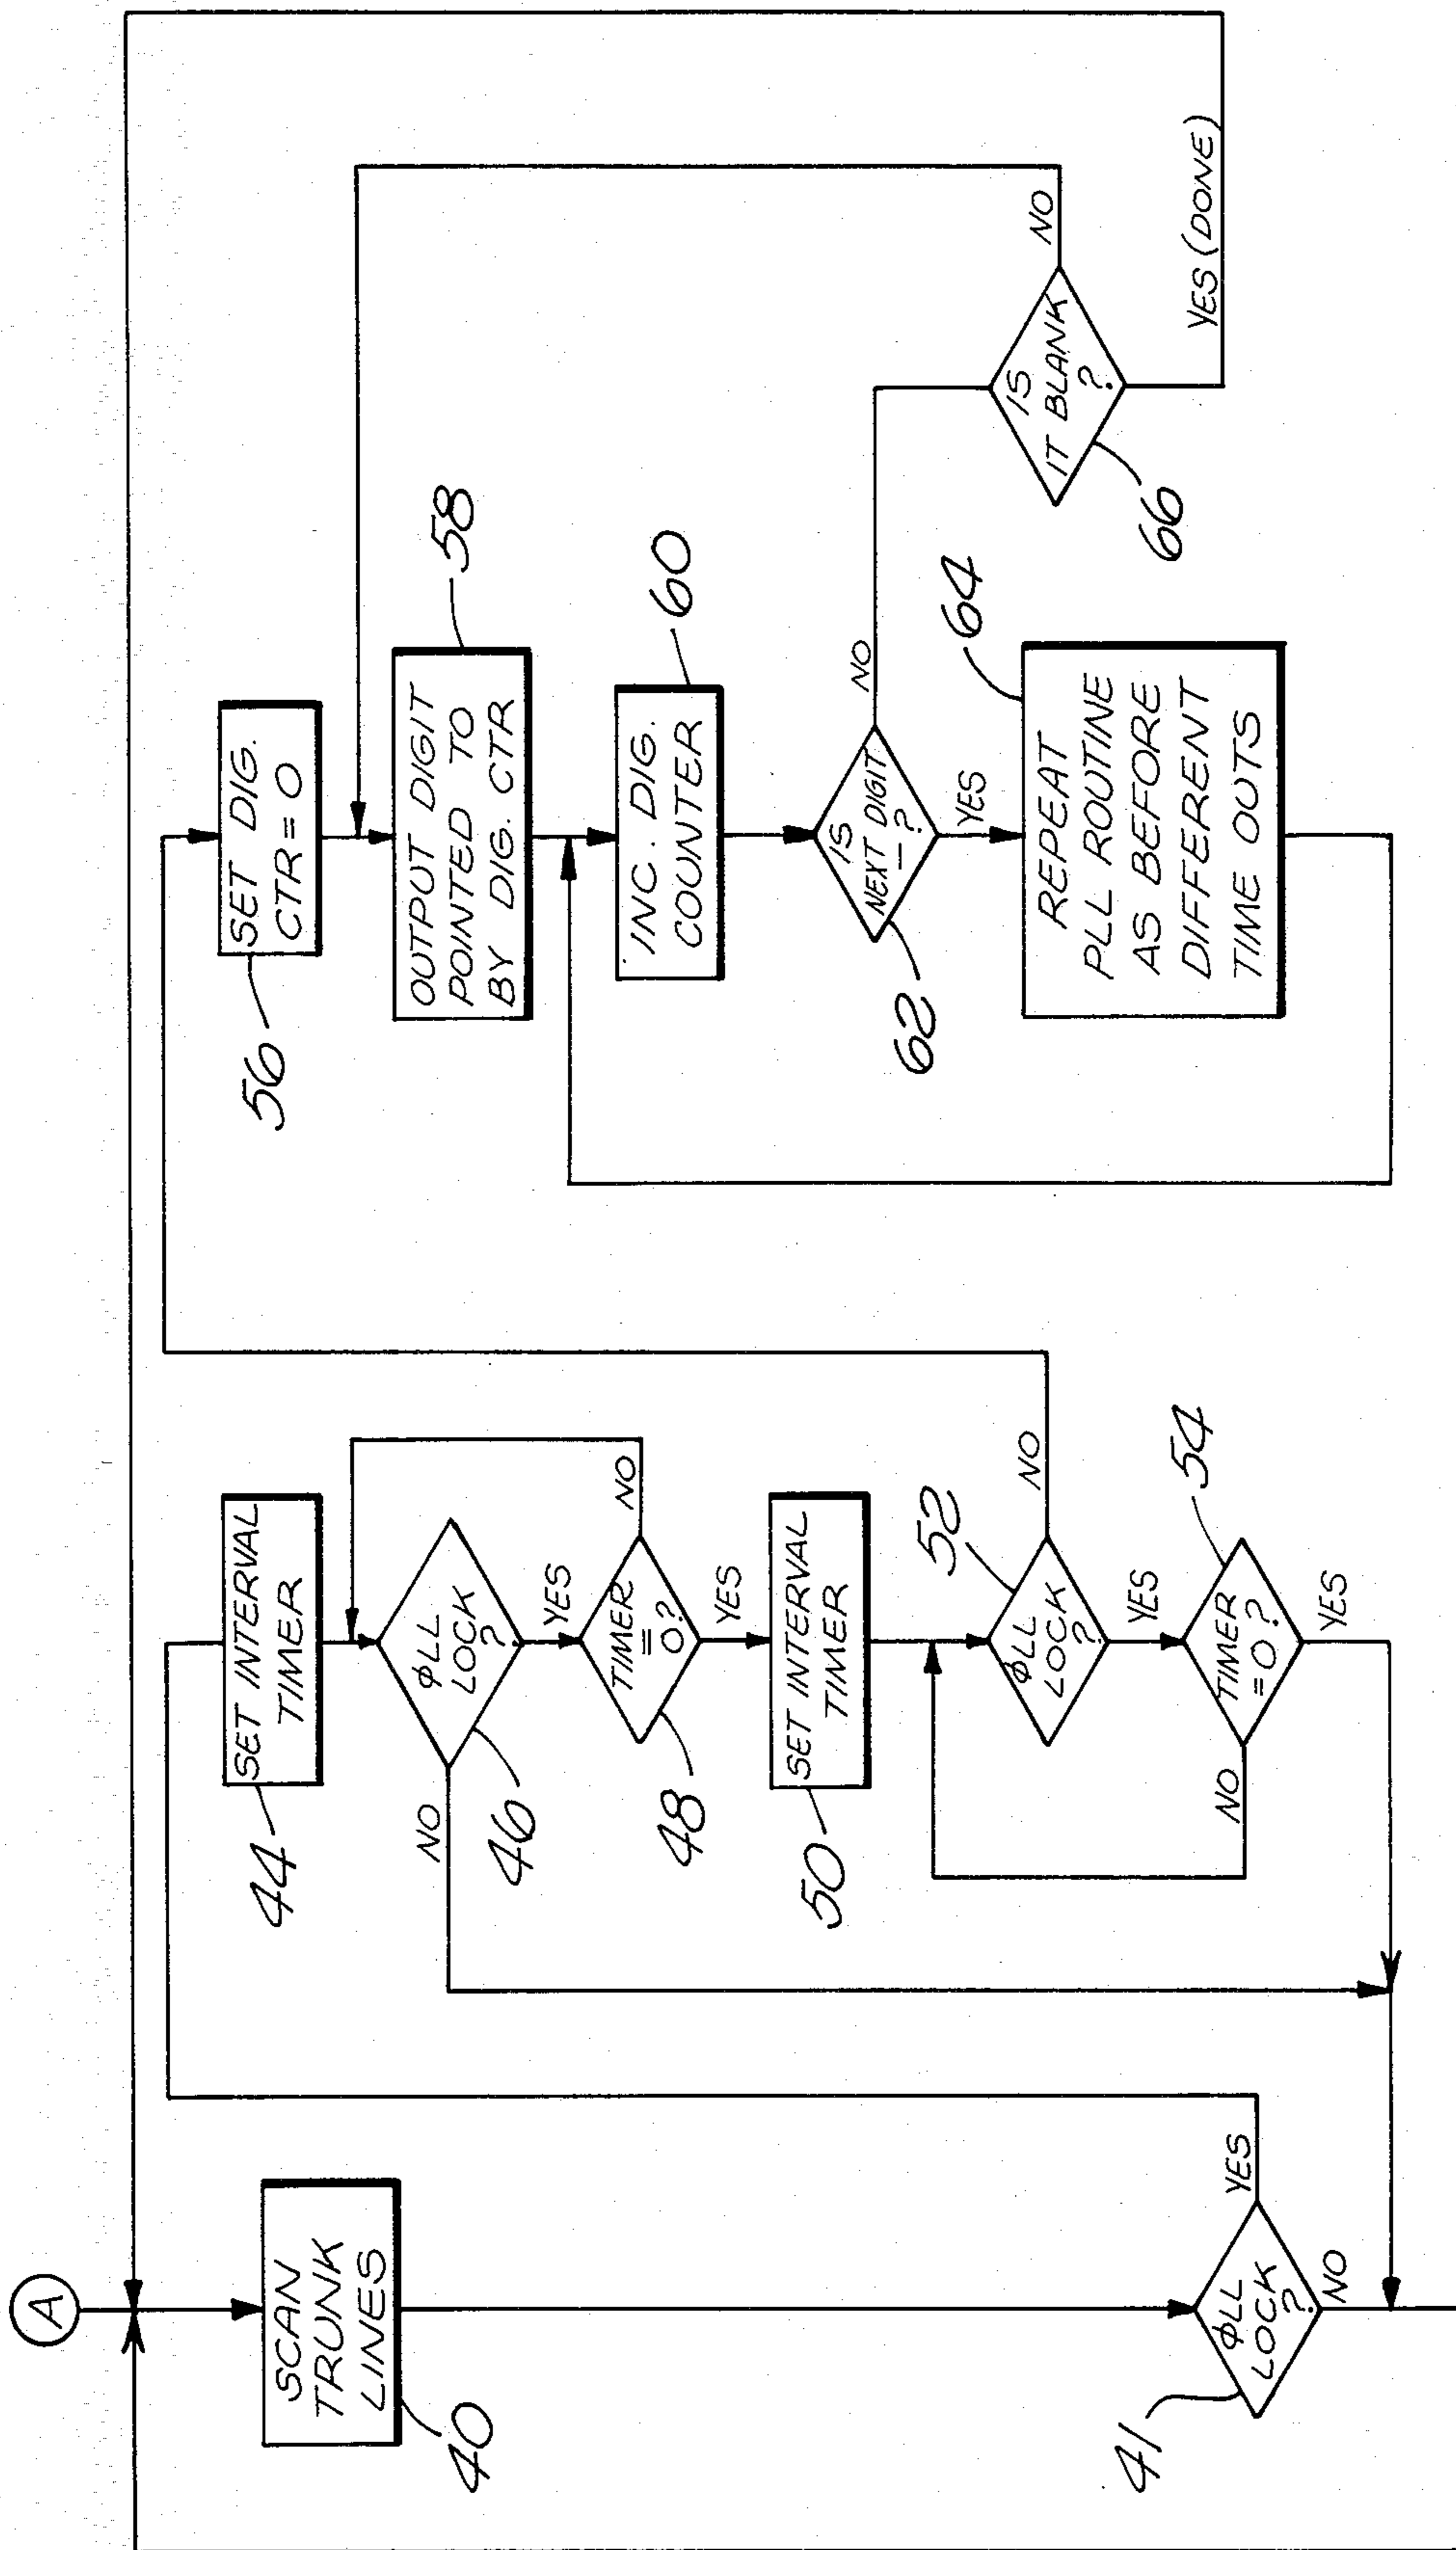 A
SCAN
TRUNK
LINES
40
ΦLL
LOCK
?
41
YES
NO
SET INTERVAL
TIMER
44
ΦLL
LOCK
?
46
NO
YES
TIMER
=
0?
48
NO
YES
SET INTERVAL
TIMER
50
ΦLL
LOCK
?
52
NO
YES
TIMER
=0?
54
NO
YES
SET DIG.
CTR=0
56
OUTPUT DIGIT
POINTED TO
BY DIG. CTR
58
INC. DIG.
COUNTER
60
IS
NEXT DIGIT
–?
62
NO
YES
REPEAT
PLL ROUTINE
AS BEFORE
DIFFERENT
TIME OUTS
64
IS
IT BLANK
?
66
NO
YES (DONE)